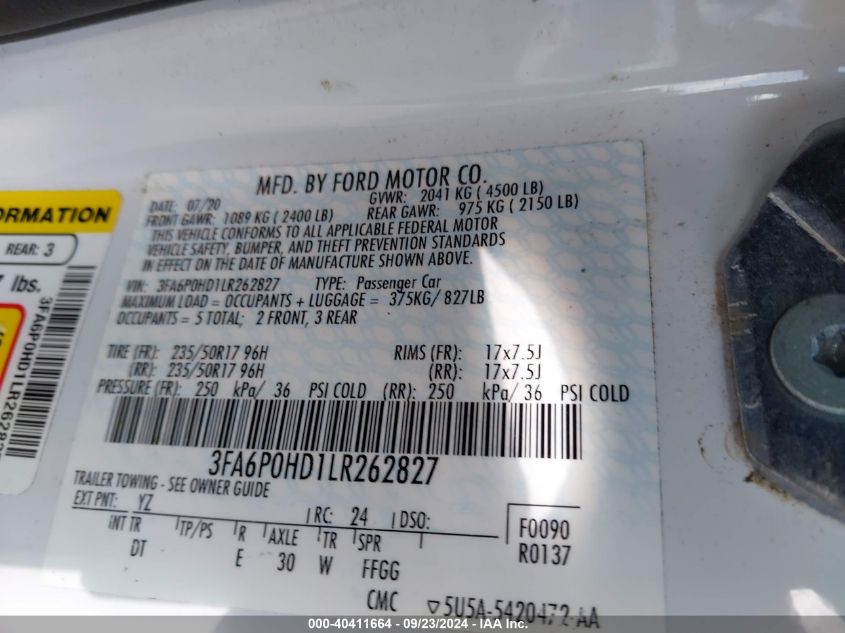 MFD. BY FORD MOTOR CO.
DATE: 07/20 GVWR: 2041 KG ( 4500 LB)
FRONT GAWR: 1089 KG ( 2400 LB) REAR GAWR: 975 KG ( 2150 LB)
THIS VEHICLE CONFORMS TO ALL APPLICABLE FEDERAL MOTOR
VEHICLE SAFETY, BUMPER, AND THEFT PREVENTION STANDARDS
IN EFFECT ON THE DATE OF MANUFACTURE SHOWN ABOVE.
VIN: 3FA6P0HD1LR262827 TYPE: Passenger Car
MAXIMUM LOAD = OCCUPANTS + LUGGAGE = 375KG/ 827LB
OCCUPANTS = 5 TOTAL; 2 FRONT, 3 REAR
TIRE (FR): 235/50R17 96H RIMS (FR): 17x7.5J
(RR): 235/50R17 96H (RR): 17x7.5J
PRESSURE (FR): 250 kPa/ 36 PSI COLD (RR): 250 kPa/ 36 PSI COLD
3FA6P0HD1LR262827
TRAILER TOWING - SEE OWNER GUIDE
EXT PNT: YZ RC: 24 DSO:
INT TR TP/PS R AXLE TR SPR
DT E 30 W FFGG
F0090
R0137
CMC ▽5U5A-5420472-AA
ORMATION
REAR: 3
lbs.
3FA6P0HD1LR26282
000-40411664 - 09/23/2024 - IAA Inc.